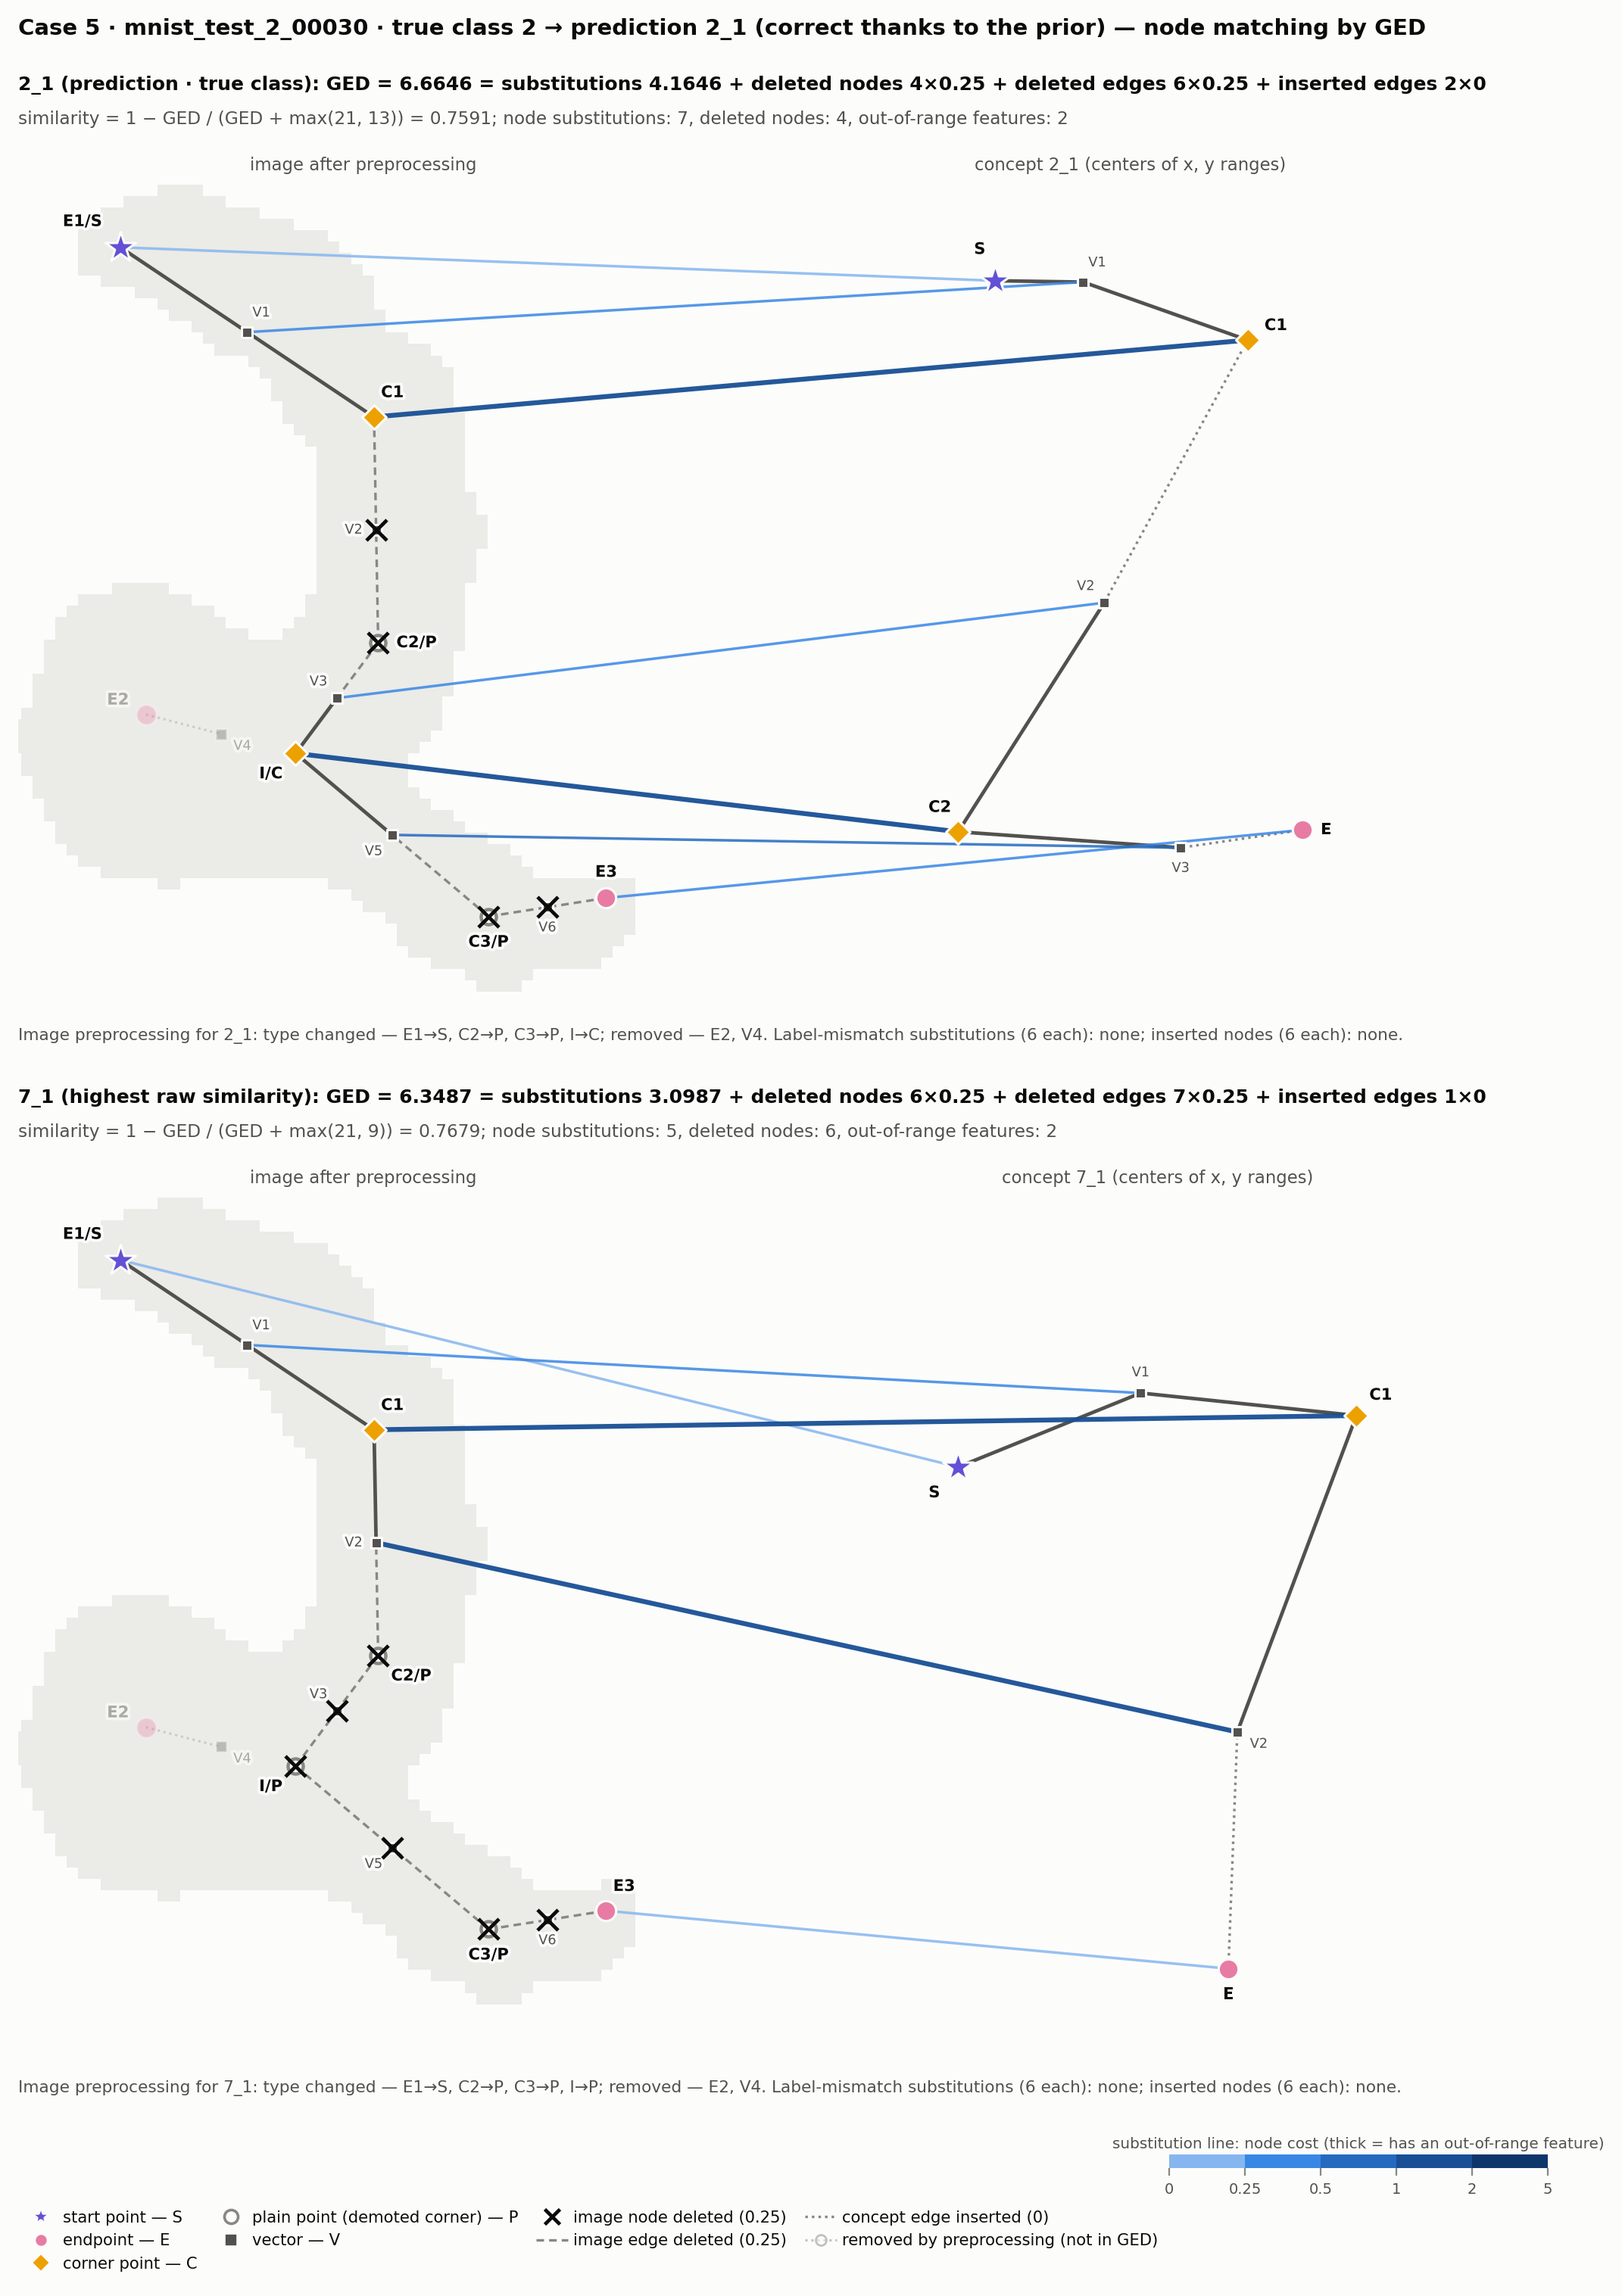 Case 5 · mnist_test_2_00030 · true class 2 → prediction 2_1 (correct thanks to the prior) — node matching by GED
2_1 (prediction · true class): GED = 6.6646 = substitutions 4.1646 + deleted nodes 4×0.25 + deleted edges 6×0.25 + inserted edges 2×0
similarity = 1 − GED / (GED + max(21, 13)) = 0.7591; node substitutions: 7, deleted nodes: 4, out-of-range features: 2
image after preprocessing
concept 2_1 (centers of x, y ranges)
E1/S
S
V1
V1
C1
C1
V2
V2
C2/P
V3
E2
V4
I/C
C2
E
V5
V3
E3
V6
C3/P
Image preprocessing for 2_1: type changed — E1→S, C2→P, C3→P, I→C; removed — E2, V4. Label-mismatch substitutions (6 each): none; inserted nodes (6 each): none.
7_1 (highest raw similarity): GED = 6.3487 = substitutions 3.0987 + deleted nodes 6×0.25 + deleted edges 7×0.25 + inserted edges 1×0
similarity = 1 − GED / (GED + max(21, 9)) = 0.7679; node substitutions: 5, deleted nodes: 6, out-of-range features: 2
image after preprocessing
concept 7_1 (centers of x, y ranges)
E1/S
V1
V1
C1
C1
S
V2
C2/P
V3
E2
V4
V2
I/P
V5
E3
V6
C3/P
E
Image preprocessing for 7_1: type changed — E1→S, C2→P, C3→P, I→P; removed — E2, V4. Label-mismatch substitutions (6 each): none; inserted nodes (6 each): none.
substitution line: node cost (thick = has an out-of-range feature)
0 0.25 0.5 1 2 5
start point — S
plain point (demoted corner) — P
image node deleted (0.25)
concept edge inserted (0)
endpoint — E
vector — V
image edge deleted (0.25)
removed by preprocessing (not in GED)
corner point — C